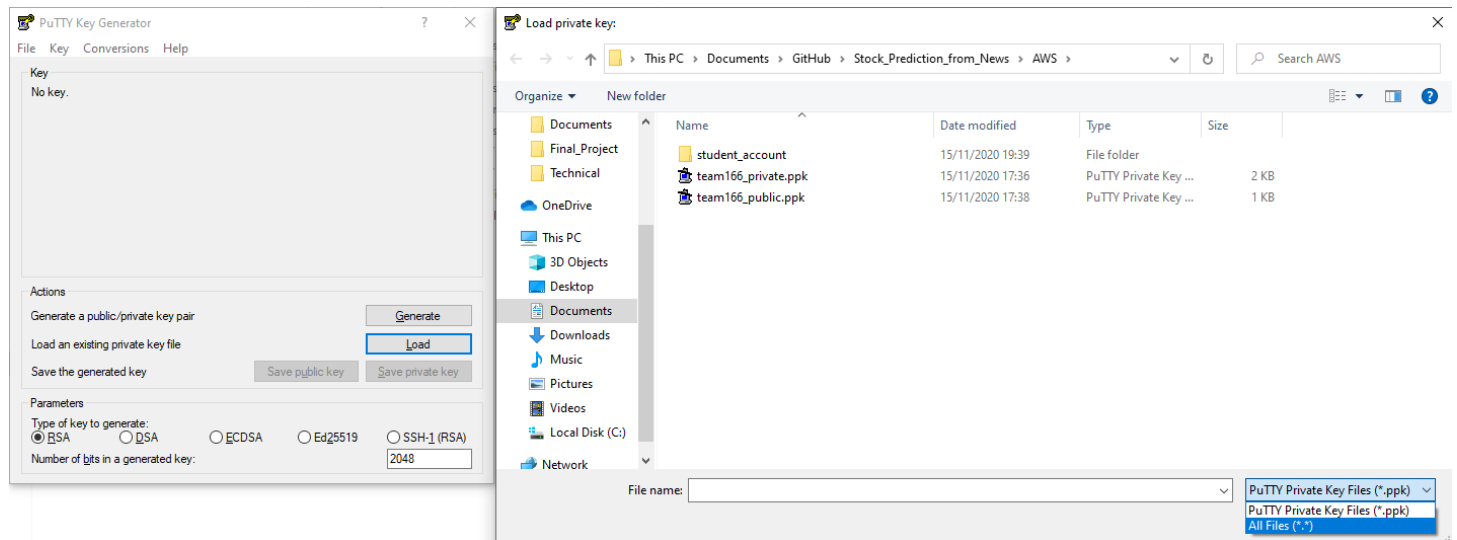 PuTTY Key Generator
?
File Key Conversions Help
Key
No key.
Actions
Generate a public/private key pair
Generate
Load an existing private key file
Load
Save the generated key
Save public key
Save private key
Parameters
Type of key to generate:
RSA DSA ECDSA Ed25519 SSH-1 (RSA)
Number of bits in a generated key:
2048
Load private key:
This PC > Documents > GitHub > Stock_Prediction_from_News > AWS >
Search AWS
Organize New folder
?
Documents
Final_Project
Technical
OneDrive
This PC
3D Objects
Desktop
Documents
Downloads
Music
Pictures
Videos
Local Disk (C:)
Network
Name Date modified Type Size
student_account 15/11/2020 19:39 File folder
team166_private.ppk 15/11/2020 17:36 PuTTY Private Key ... 2 KB
team166_public.ppk 15/11/2020 17:38 PuTTY Private Key ... 1 KB
File name:
PuTTY Private Key Files (*.ppk)
PuTTY Private Key Files (*.ppk)
All Files (*.*)